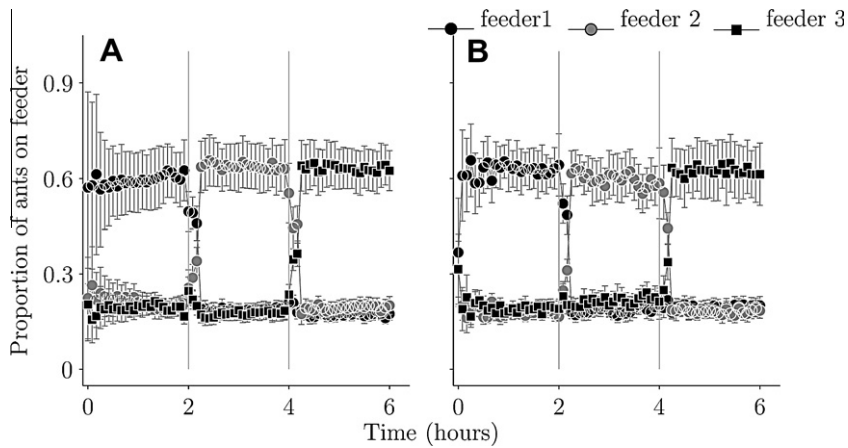 feeder1 feeder 2 feeder 3
A B
Proportion of ants on feeder
0.9
0.6
0.3
0
0 2 4 6 0 2 4 6
Time (hours)